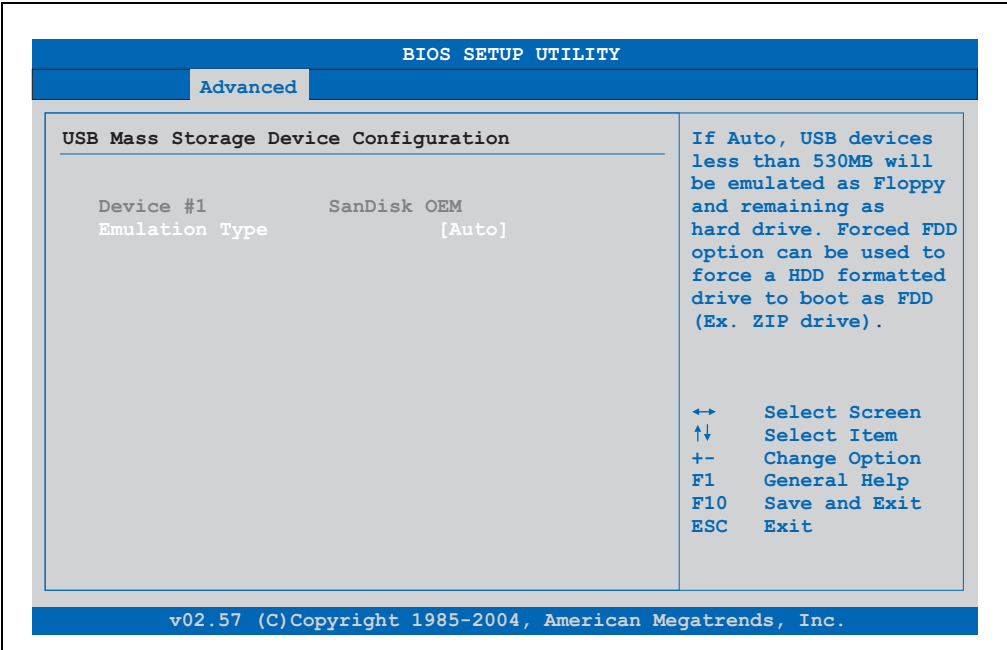 BIOS SETUP UTILITY
Advanced
USB Mass Storage Device Configuration
Device #1 SanDisk OEM
Emulation Type [Auto]
If Auto, USB devices
less than 530MB will
be emulated as Floppy
and remaining as
hard drive. Forced FDD
option can be used to
force a HDD formatted
drive to boot as FDD
(Ex. ZIP drive).
↔ Select Screen
↑↓ Select Item
+- Change Option
F1 General Help
F10 Save and Exit
ESC Exit
v02.57 (C)Copyright 1985-2004, American Megatrends, Inc.